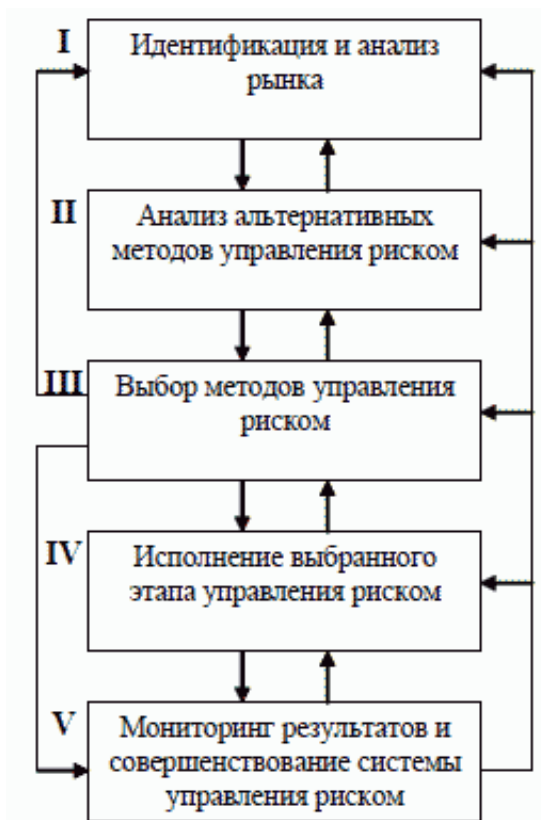 I
Идентификация и анализ
рынка
II
Анализ альтернативных
методов управления риском
III
Выбор методов управления
риском
IV
Исполнение выбранного
этапа управления риском
V
Мониторинг результатов и
совершенствование системы
управления риском